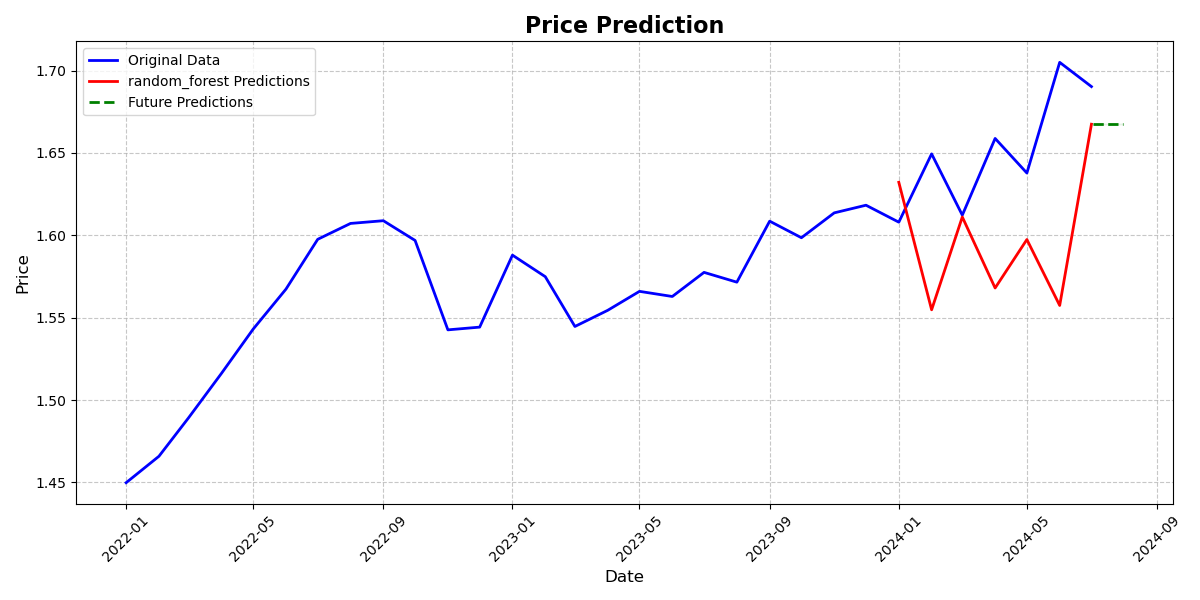 Price Prediction
Original Data
random_forest Predictions
Future Predictions
Price
1.70
1.65
1.60
1.55
1.50
1.45
2022-01
2022-05
2022-09
2023-01
2023-05
2023-09
2024-01
2024-05
2024-09
Date